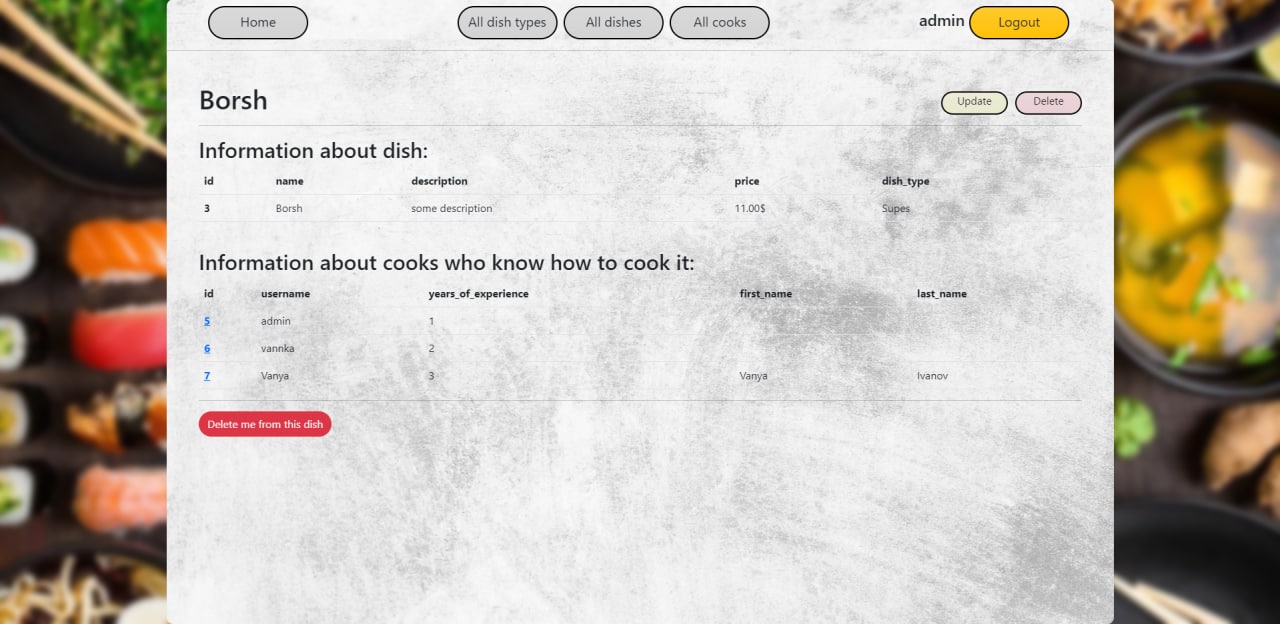 Home All dish types All dishes All cooks admin Logout
Borsh Update Delete
Information about dish:
id name description price dish_type
3 Borsh some description 11.00$ Supes
Information about cooks who know how to cook it:
id username years_of_experience first_name last_name
5 admin 1
6 vannka 2
7 Vanya 3 Vanya Ivanov
Delete me from this dish